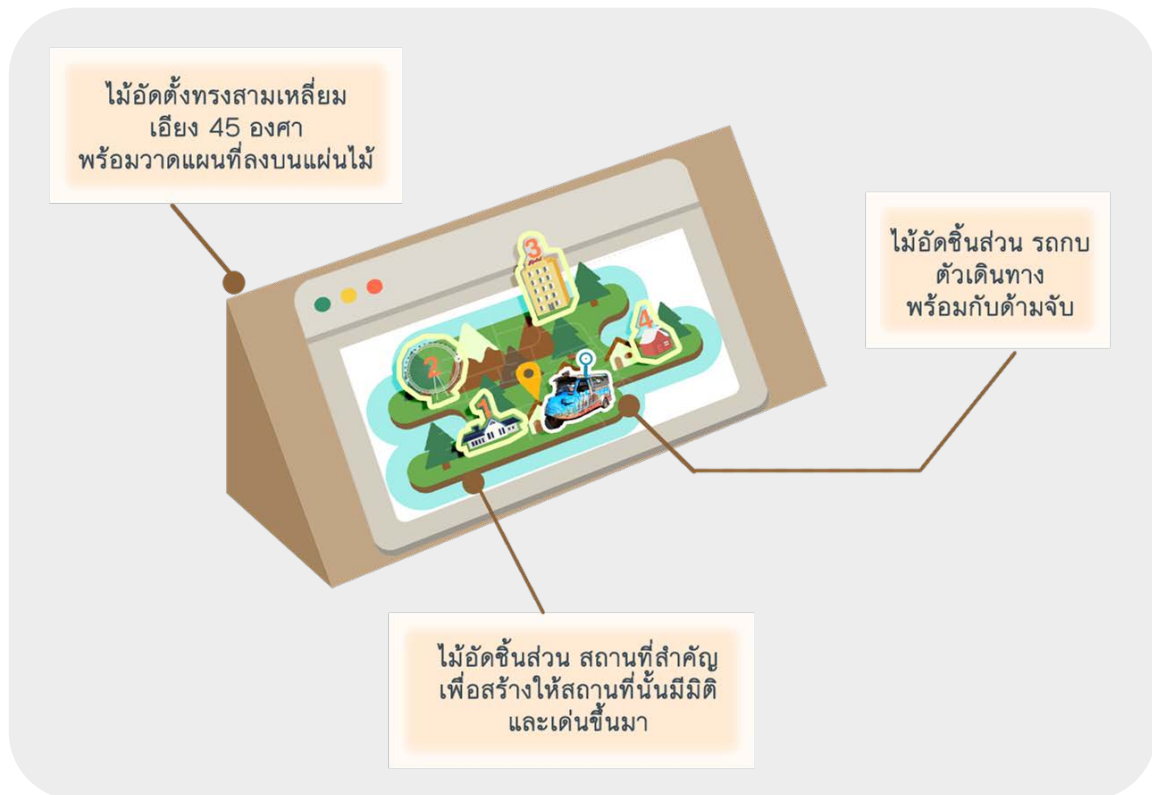 ไม้อัดตั้งทรงสามเหลี่ยม
เอียง 45 องศา
พร้อมวาดแผนที่ลงบนแผ่นไม้
ไม้อัดชิ้นส่วน รถกบ
ตัวเดินทาง
พร้อมกับด้ามจับ
3
4
2
1
ไม้อัดชิ้นส่วน สถานที่สำคัญ
เพื่อสร้างให้สถานที่นั้นมีมิติ
และเด่นขึ้นมา